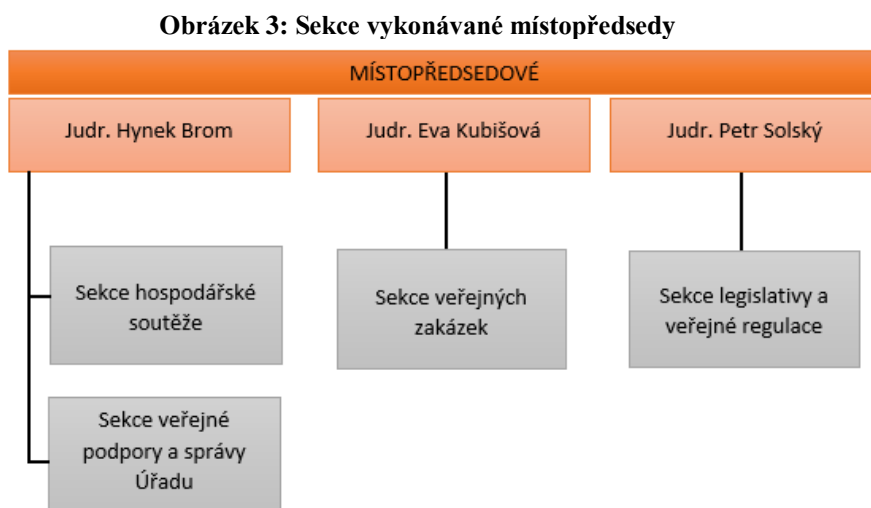 Obrázek 3: Sekce vykonávané místopředsedy
MÍSTOPŘEDSEDOVÉ
Judr. Hynek Brom
Judr. Eva Kubišová
Judr. Petr Solský
Sekce hospodářské
soutěže
Sekce veřejných
zakázek
Sekce legislativy a
veřejné regulace
Sekce veřejné
podpory a správy
Úřadu